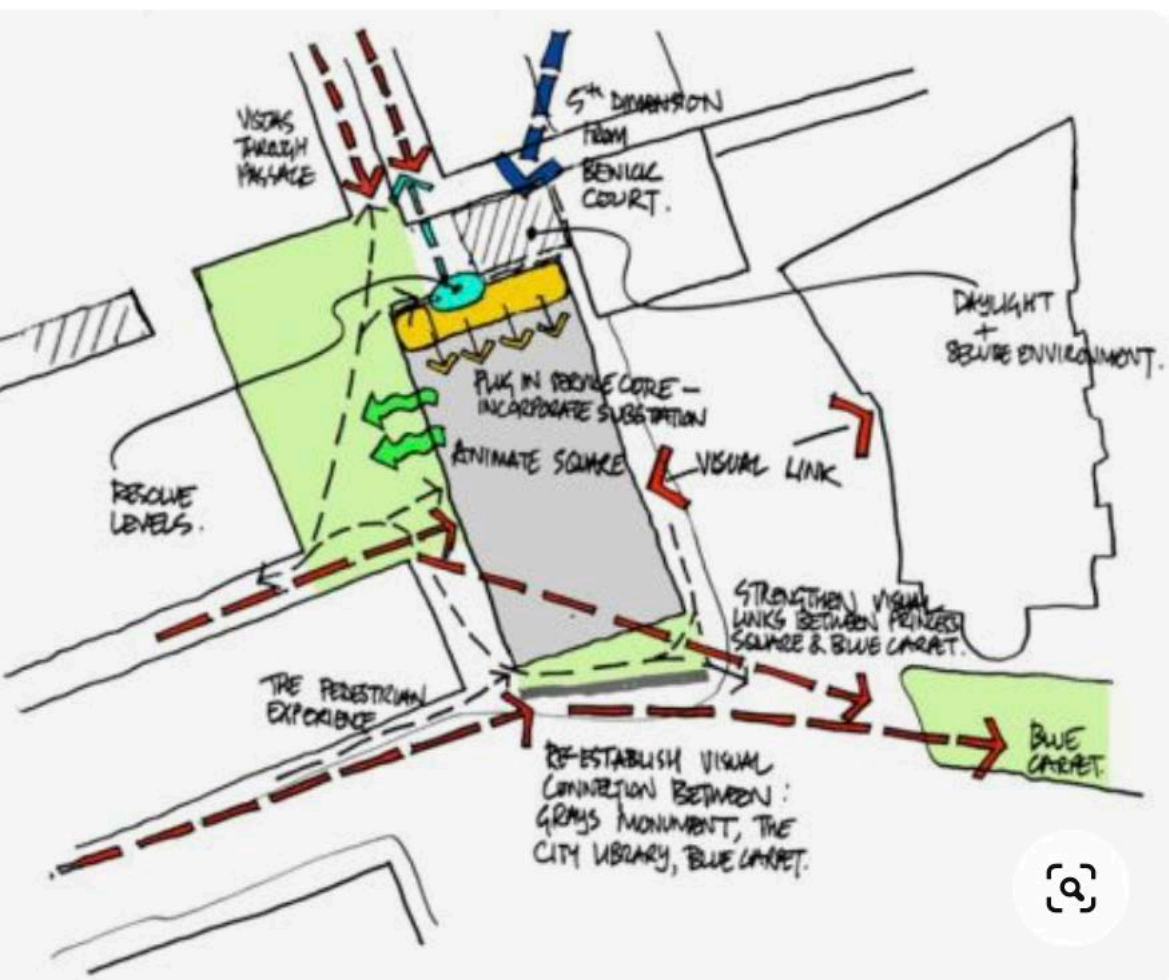 VISTAS
THROUGH
PASSAGE
5th DIMENSION
FROM
BEWICK
COURT.
DAYLIGHT
+
SECURE ENVIRONMENT.
PLUG IN SERVICE CORE –
INCORPORATE SUBSTATION
ANIMATE SQUARE
VISUAL LINK
RESOLVE
LEVELS.
STRENGTHEN VISUAL
LINKS BETWEEN PRINCESS
SQUARE & BLUE CARPET.
THE PEDESTRIAN
EXPERIENCE
BLUE
CARPET.
RE-ESTABLISH VISUAL
CONNECTION BETWEEN :
GRAYS MONUMENT, THE
CITY LIBRARY, BLUE CARPET.